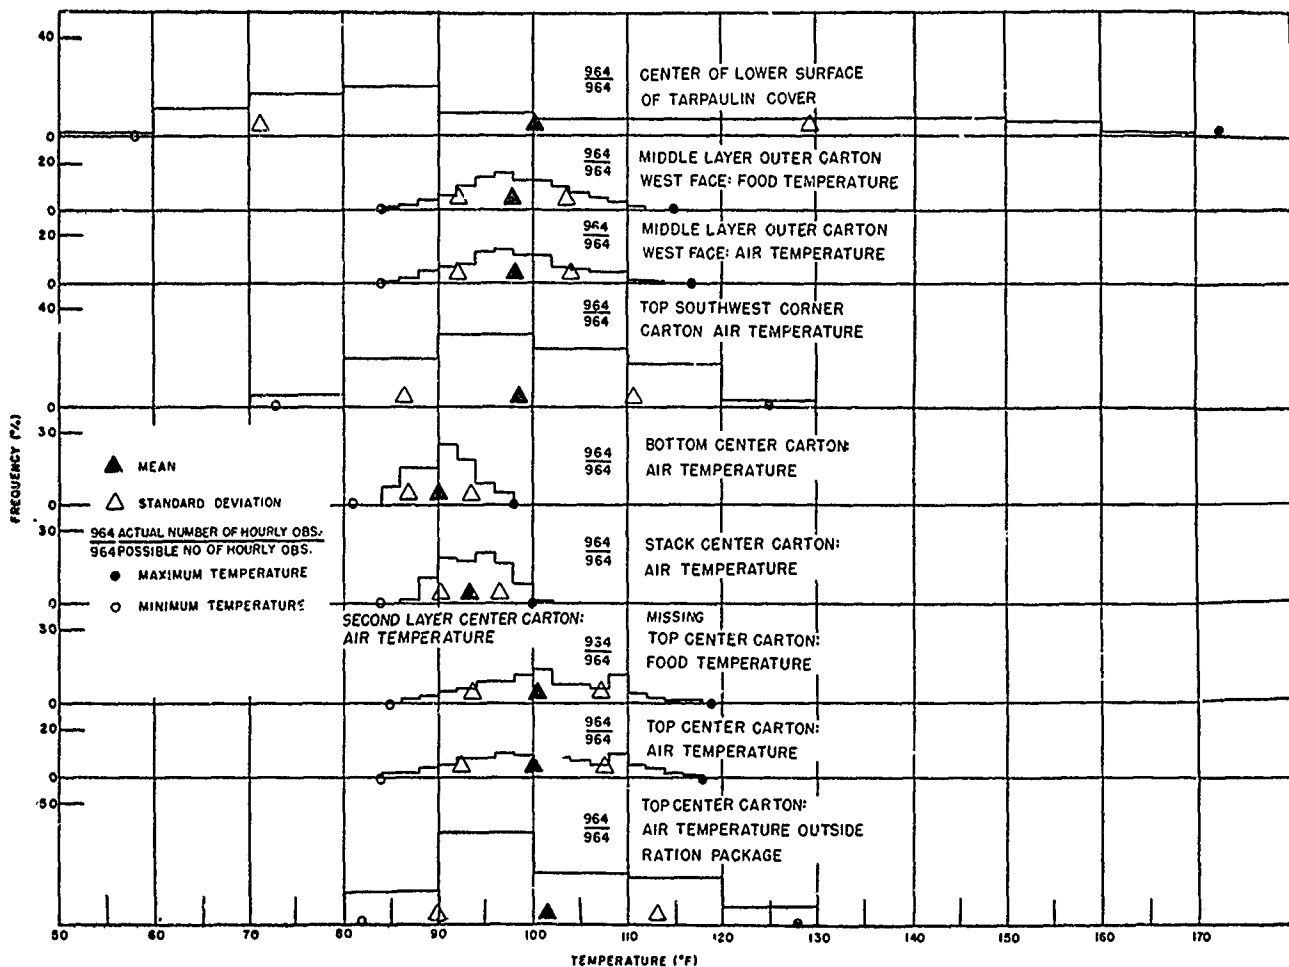 40
964
964
CENTER OF LOWER SURFACE
OF TARPAULIN COVER
0
20
964
964
MIDDLE LAYER OUTER CARTON
WEST FACE: FOOD TEMPERATURE
0
20
964
964
MIDDLE LAYER OUTER CARTON
WEST FACE: AIR TEMPERATURE
0
40
964
964
TOP SOUTHWEST CORNER
CARTON AIR TEMPERATURE
0
FREQUENCY (%)
30
964
964
BOTTOM CENTER CARTON:
AIR TEMPERATURE
0
MEAN
STANDARD DEVIATION
964 ACTUAL NUMBER OF HOURLY OBS.
964 POSSIBLE NO OF HOURLY OBS.
MAXIMUM TEMPERATURE
MINIMUM TEMPERATURE
30
964
964
STACK CENTER CARTON:
AIR TEMPERATURE
0
SECOND LAYER CENTER CARTON:
AIR TEMPERATURE
MISSING
30
934
964
TOP CENTER CARTON:
FOOD TEMPERATURE
0
20
964
964
TOP CENTER CARTON:
AIR TEMPERATURE
0
50
964
964
TOP CENTER CARTON:
AIR TEMPERATURE OUTSIDE
RATION PACKAGE
50 60 70 80 90 100 110 120 130 140 150 160 170
TEMPERATURE (°F)